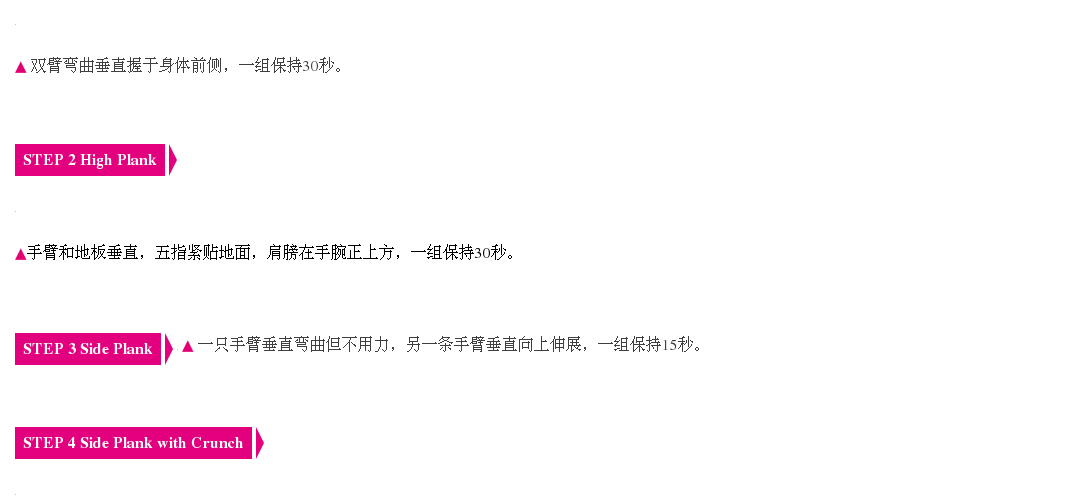 ▲ 双臂弯曲垂直握于身体前侧，一组保持30秒。
STEP 2 High Plank
▲手臂和地板垂直，五指紧贴地面，肩膀在手腕正上方，一组保持30秒。
STEP 3 Side Plank ▲ 一只手臂垂直弯曲但不用力，另一条手臂垂直向上伸展，一组保持15秒。
STEP 4 Side Plank with Crunch